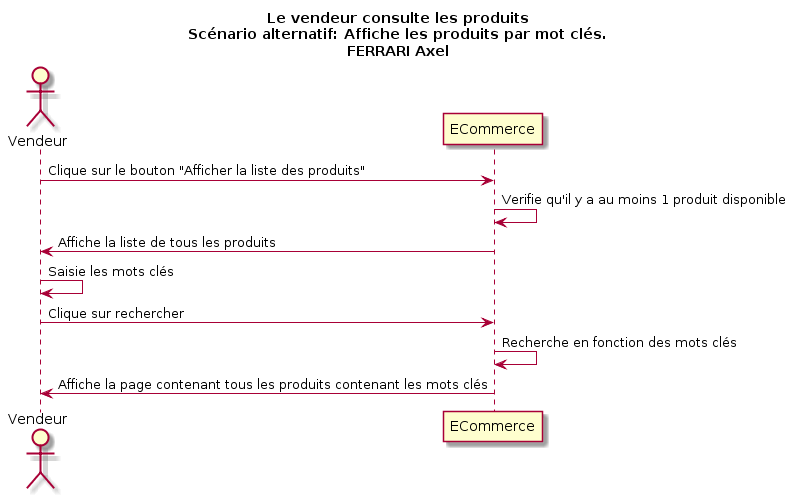 Le vendeur consulte les produits
Scénario alternatif: Affiche les produits par mot clés.
FERRARI Axel
Vendeur
ECommerce
Clique sur le bouton "Afficher la liste des produits"
Verifie qu'il y a au moins 1 produit disponible
Affiche la liste de tous les produits
Saisie les mots clés
Clique sur rechercher
Recherche en fonction des mots clés
Affiche la page contenant tous les produits contenant les mots clés
Vendeur
ECommerce